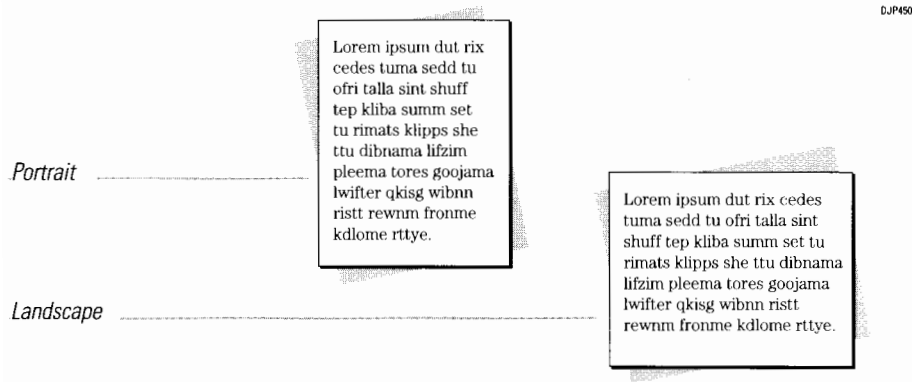 DJP450
Lorem ipsum dut rix
cedes tuma sedd tu
ofri talla sint shuff
tep kliba summ set
tu rimats klipps she
ttu dibnama lifzim
pleema tores goojama
lwifter qkisg wibnn
ristt rewnm fronme
kdlome rttye.
Portrait
Lorem ipsum dut rix cedes
tuma sedd tu ofri talla sint
shuff tep kliba summ set tu
rimats klipps she ttu dibnama
lifzim pleema tores goojama
lwifter qkisg wibnn ristt
rewnm fronme kdlome rttye.
Landscape